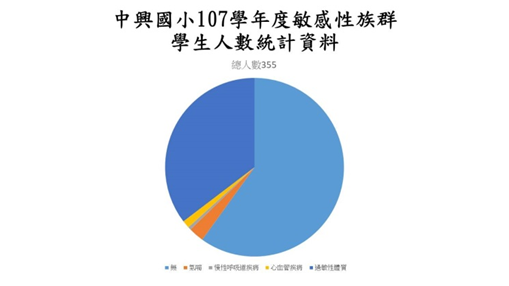 中興國小107學年度敏感性族群
學生人數統計資料
總人數355
無 氣喘 慢性呼吸道疾病 心血管疾病 過敏性體質